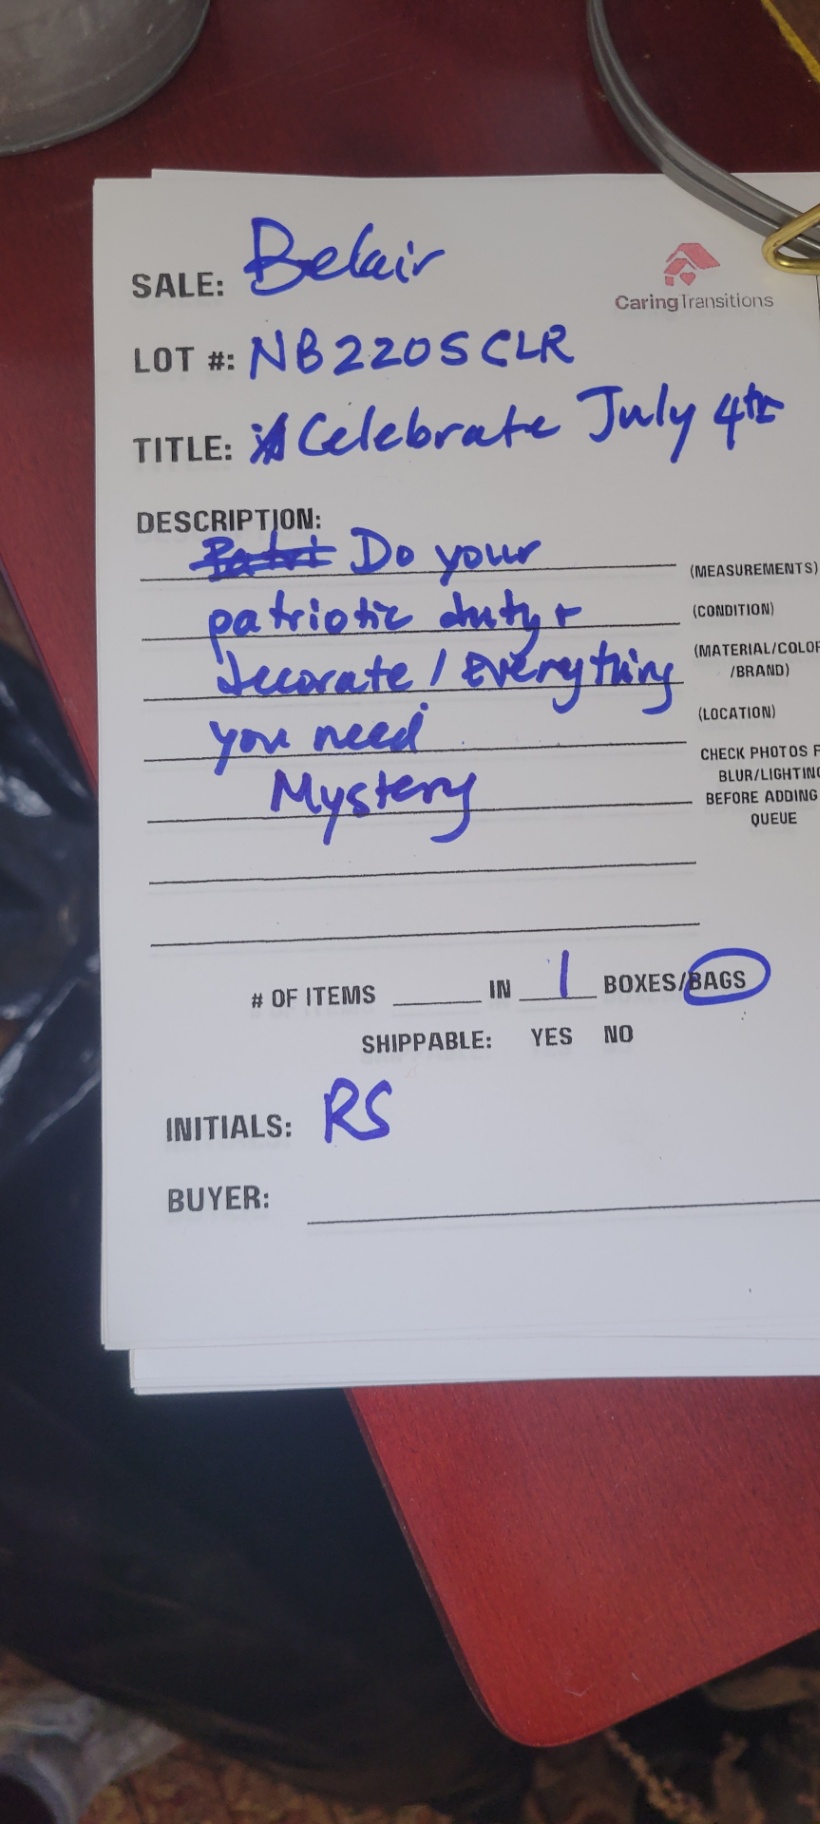 SALE: Belair
CaringTransitions
LOT #: NB2205CLR
TITLE: Celebrate July 4th
DESCRIPTION:
Do your
(MEASUREMENTS)
patriotic duty +
(CONDITION)
decorate / Everything
(MATERIAL/COLOR
/BRAND)
you need
(LOCATION)
Mystery
CHECK PHOTOS F
BLUR/LIGHTING
BEFORE ADDING
QUEUE
# OF ITEMS ____ IN 1 BOXES/BAGS
SHIPPABLE: YES NO
INITIALS: RS
BUYER: